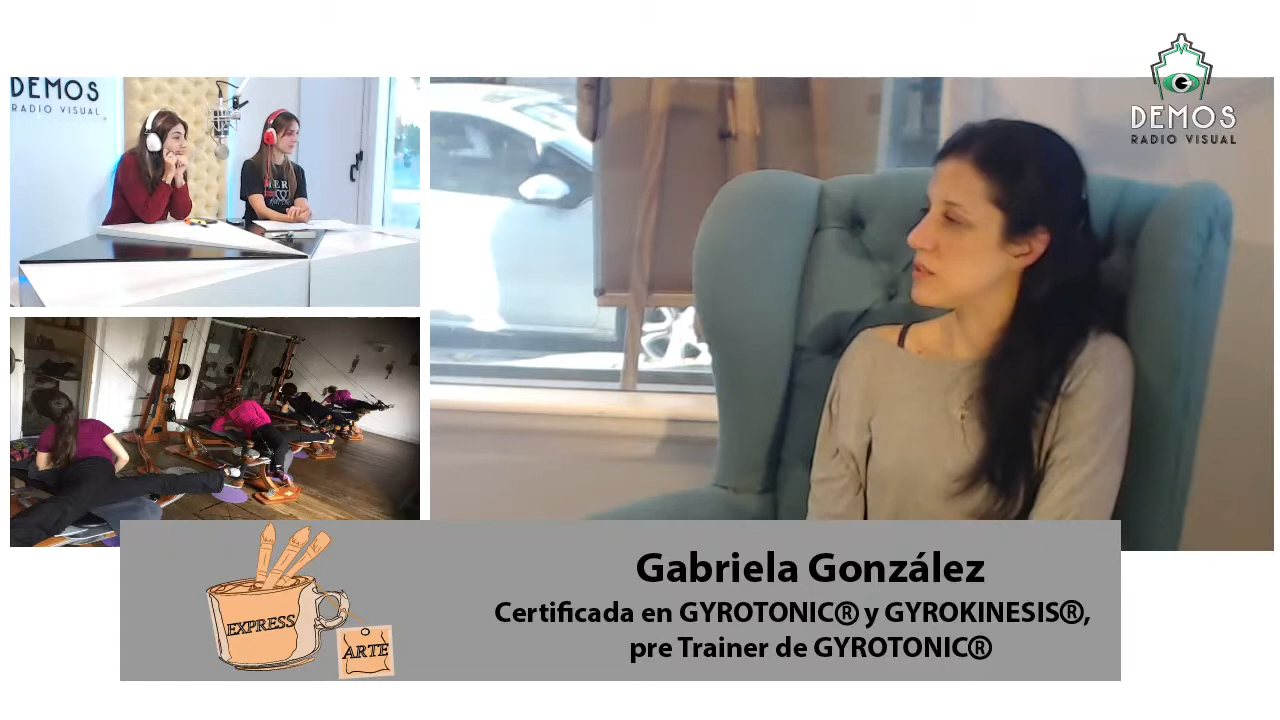 DEMOS
RADIO VISUAL
DEMOS
RADIO VISUAL
EXPRESS
ARTE
Gabriela González
Certificada en GYROTONIC® y GYROKINESIS®,
pre Trainer de GYROTONIC®